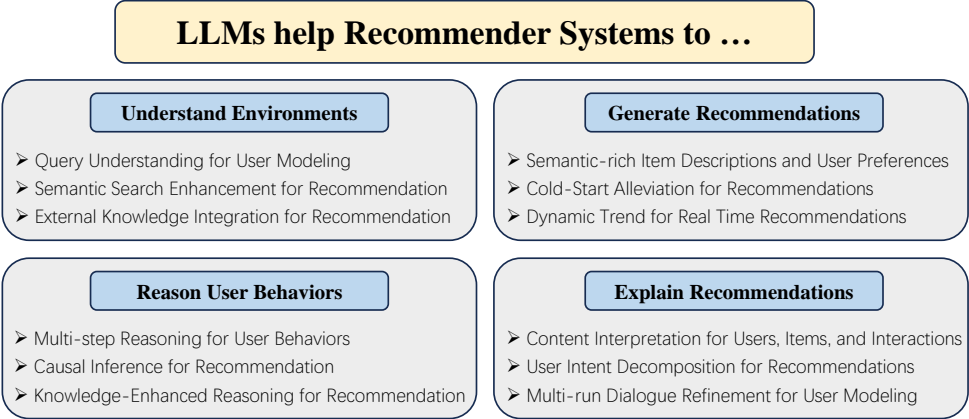 LLMs help Recommender Systems to …
Understand Environments
➤ Query Understanding for User Modeling
➤ Semantic Search Enhancement for Recommendation
➤ External Knowledge Integration for Recommendation
Generate Recommendations
➤ Semantic-rich Item Descriptions and User Preferences
➤ Cold-Start Alleviation for Recommendations
➤ Dynamic Trend for Real Time Recommendations
Reason User Behaviors
➤ Multi-step Reasoning for User Behaviors
➤ Causal Inference for Recommendation
➤ Knowledge-Enhanced Reasoning for Recommendation
Explain Recommendations
➤ Content Interpretation for Users, Items, and Interactions
➤ User Intent Decomposition for Recommendations
➤ Multi-run Dialogue Refinement for User Modeling